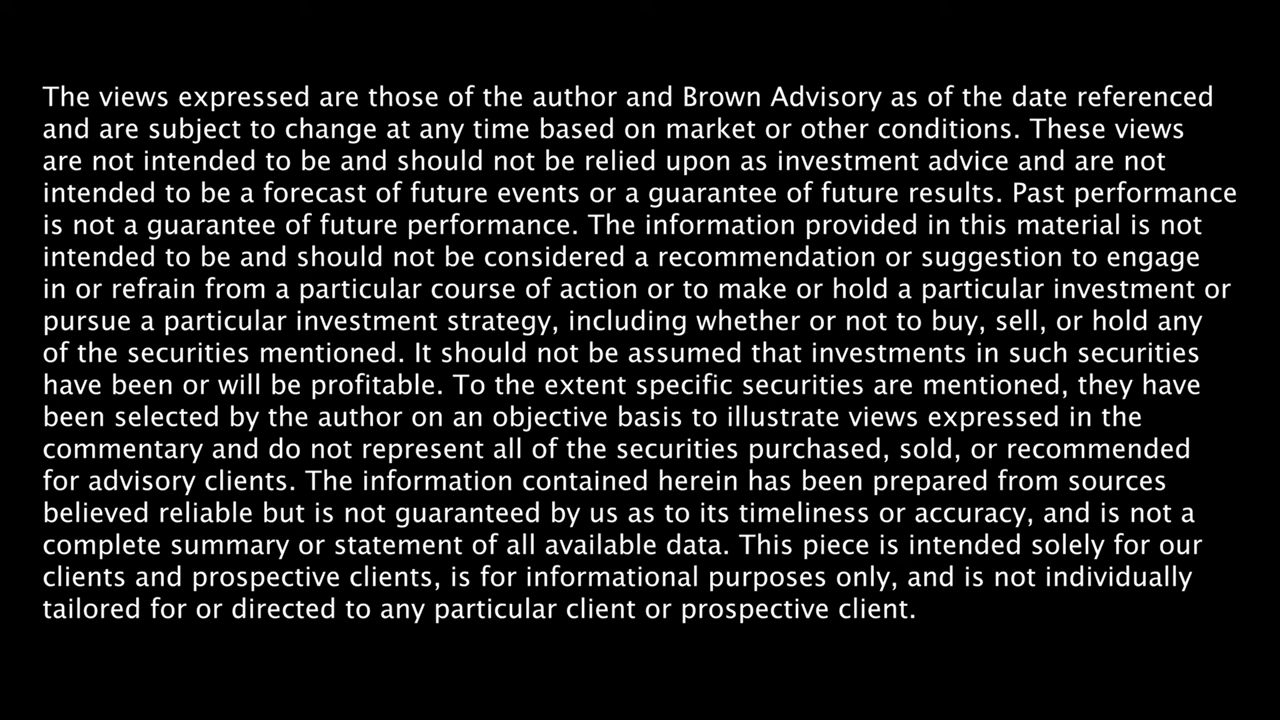 The views expressed are those of the author and Brown Advisory as of the date referenced
and are subject to change at any time based on market or other conditions. These views
are not intended to be and should not be relied upon as investment advice and are not
intended to be a forecast of future events or a guarantee of future results. Past performance
is not a guarantee of future performance. The information provided in this material is not
intended to be and should not be considered a recommendation or suggestion to engage
in or refrain from a particular course of action or to make or hold a particular investment or
pursue a particular investment strategy, including whether or not to buy, sell, or hold any
of the securities mentioned. It should not be assumed that investments in such securities
have been or will be profitable. To the extent specific securities are mentioned, they have
been selected by the author on an objective basis to illustrate views expressed in the
commentary and do not represent all of the securities purchased, sold, or recommended
for advisory clients. The information contained herein has been prepared from sources
believed reliable but is not guaranteed by us as to its timeliness or accuracy, and is not a
complete summary or statement of all available data. This piece is intended solely for our
clients and prospective clients, is for informational purposes only, and is not individually
tailored for or directed to any particular client or prospective client.